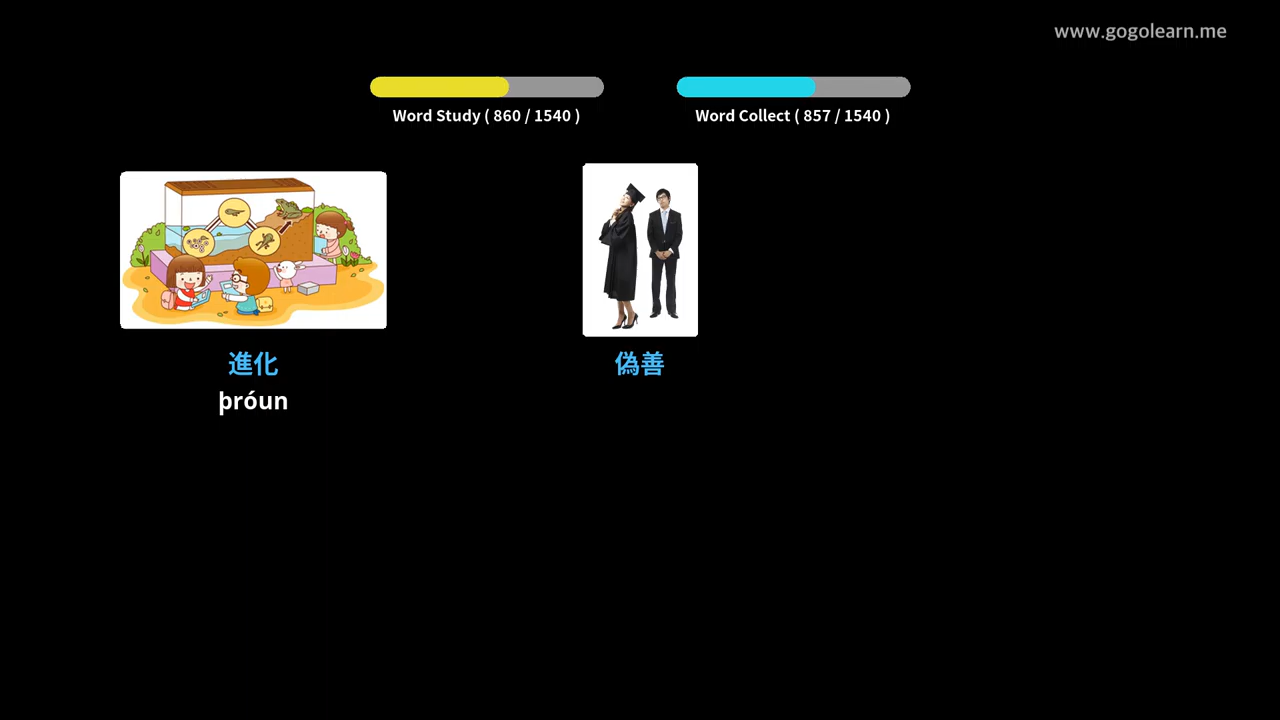 www.gogolearn.me
Word Study ( 860 / 1540 )
Word Collect ( 857 / 1540 )
進化
þróun
偽善